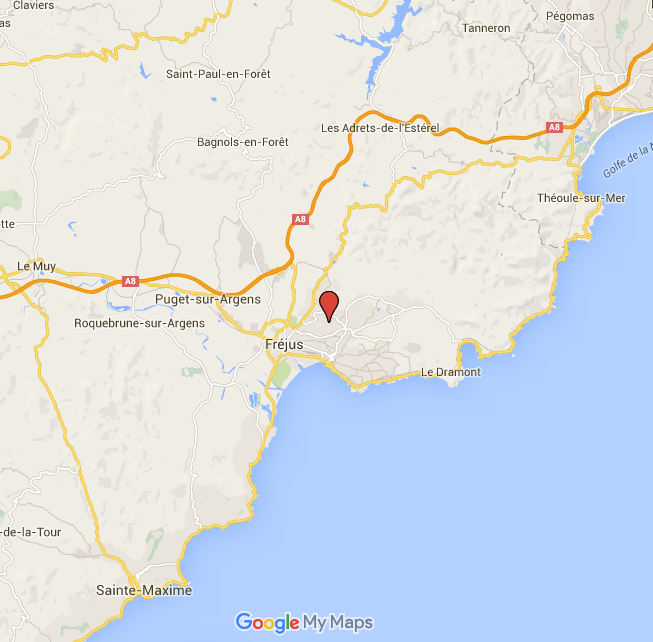 Claviers
Pégomas
Tanneron
as
Saint-Paul-en-Forêt
Les Adrets-de-l'Estérel
A8
Bagnols-en-Forêt
Golfe de la N
Théoule-sur-Mer
A8
tte
Le Muy
A8
Puget-sur-Argens
Roquebrune-sur-Argens
Fréjus
Le Dramont
-de-la-Tour
Sainte-Maxime
Google My Maps